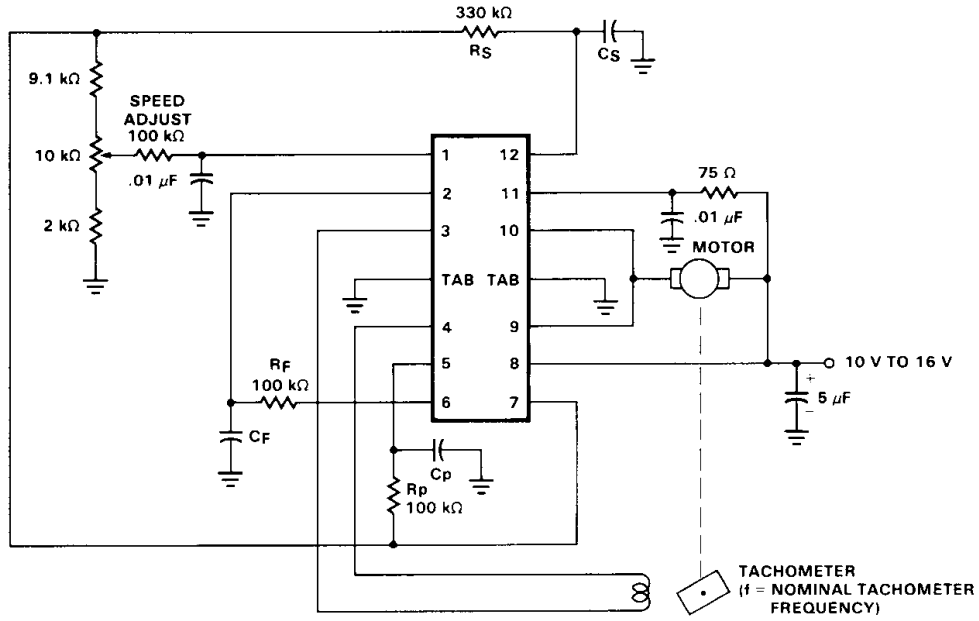 330 kΩ
RS
CS
9.1 kΩ
SPEED
ADJUST
100 kΩ
10 kΩ
.01 μF
2 kΩ
1
2
3
TAB
4
5
6
12
11
10
TAB
9
8
7
75 Ω
.01 μF
MOTOR
10 V TO 16 V
+
5 μF
−
RF
100 kΩ
CF
Cp
Rp
100 kΩ
TACHOMETER
(f = NOMINAL TACHOMETER
FREQUENCY)